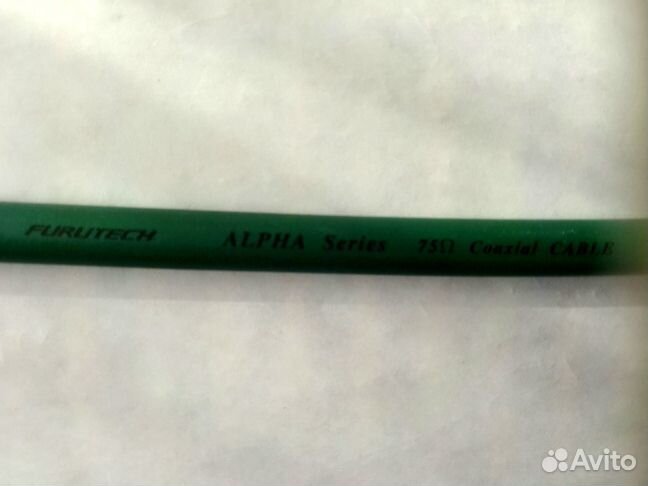 FURUTECH ALPHA Series 75Ω Coaxial CABLE
Avito